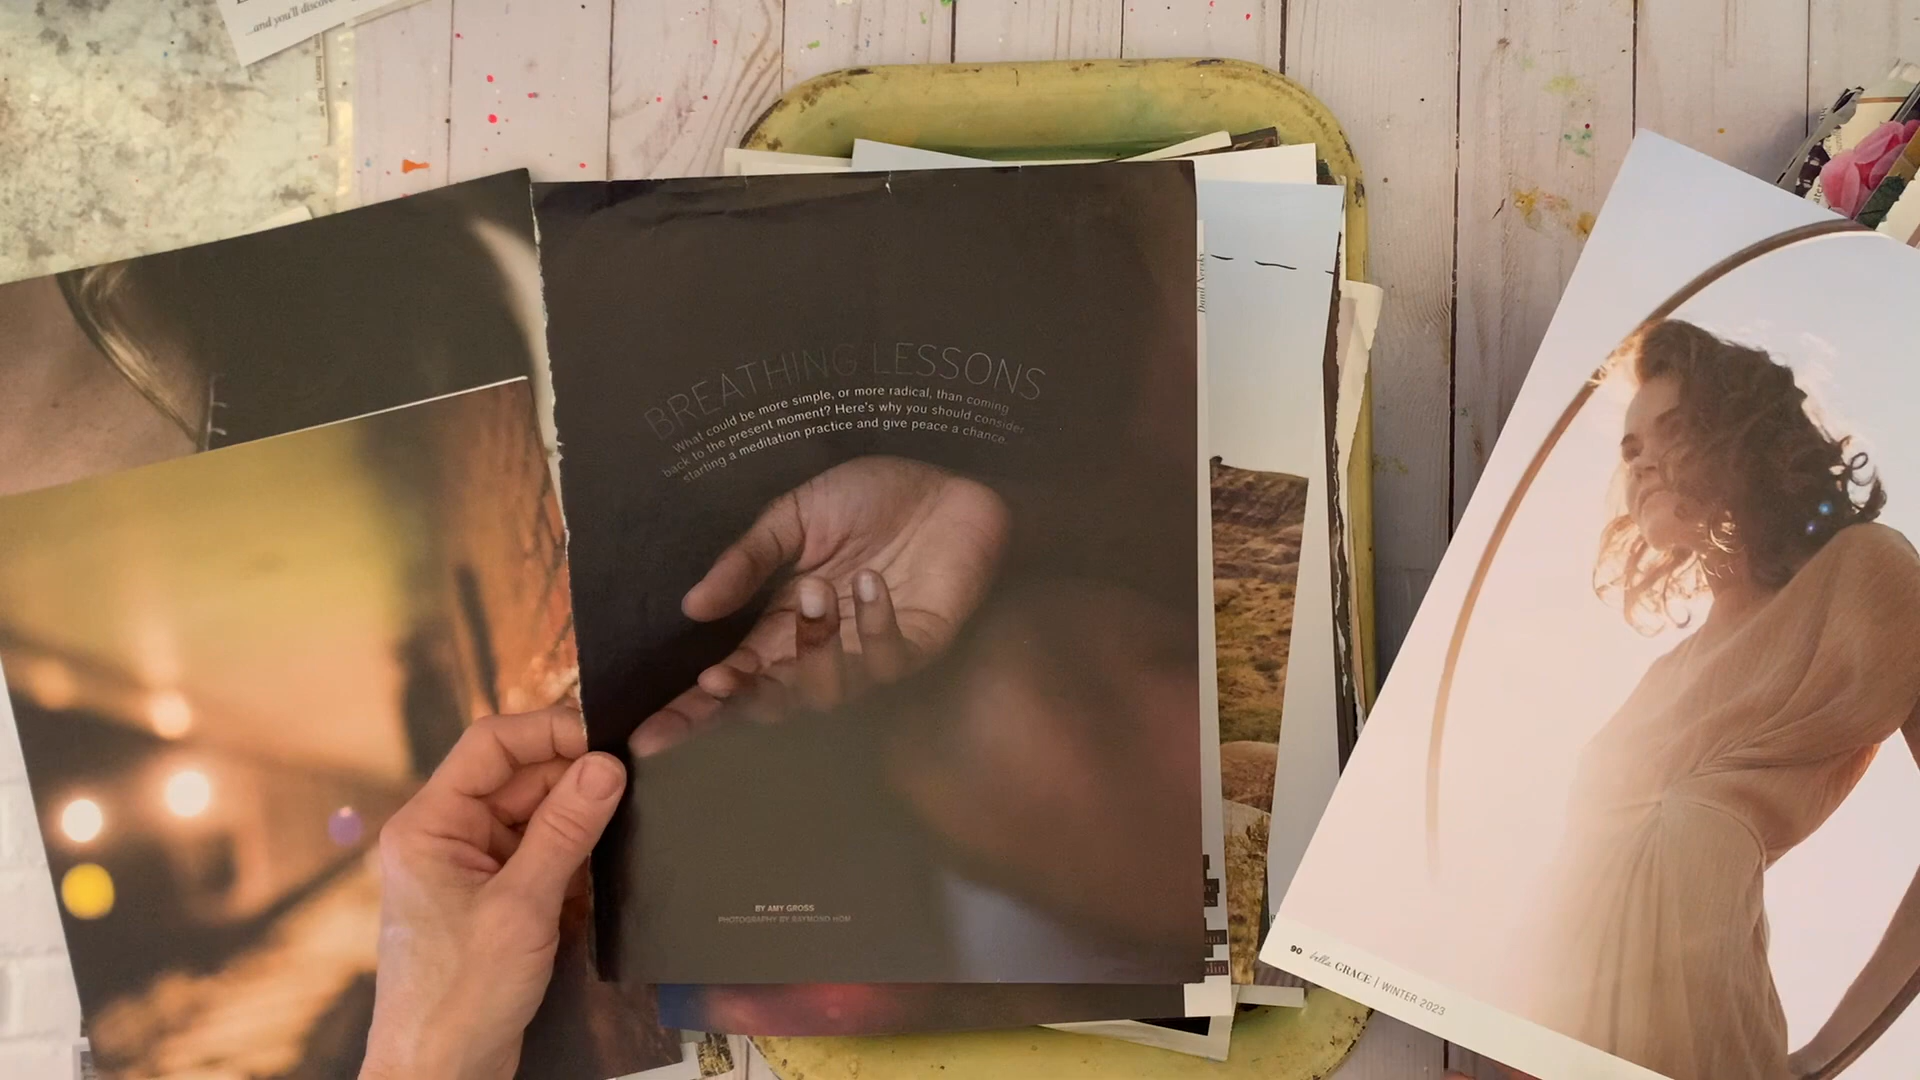 ...and you'll discove
BREATHING LESSONS
What could be more simple, or more radical, than coming
back to the present moment? Here's why you should consider
starting a meditation practice and give peace a chance.
BY AMY GROSS
PHOTOGRAPHY BY RAYMOND HOM
90 bella GRACE | WINTER 2023